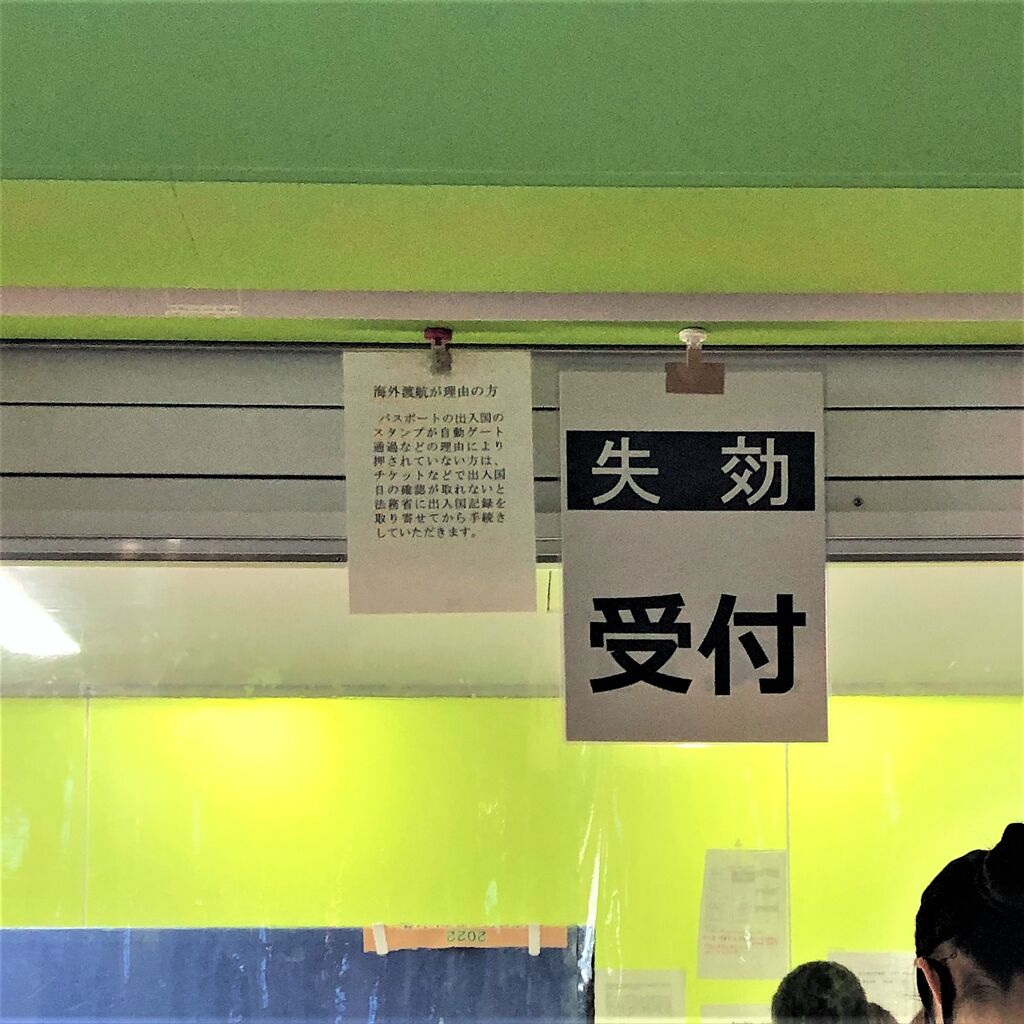 海外渡航が理由の方
パスポートの出入国の
スタンプが自動ゲート
通過などの理由により
押されていない方は、
チケットなどで出入国
日の確認が取れないと
法務省に出入国記録を
取り寄せてから手続き
していただきます。
失 効
受付
2022